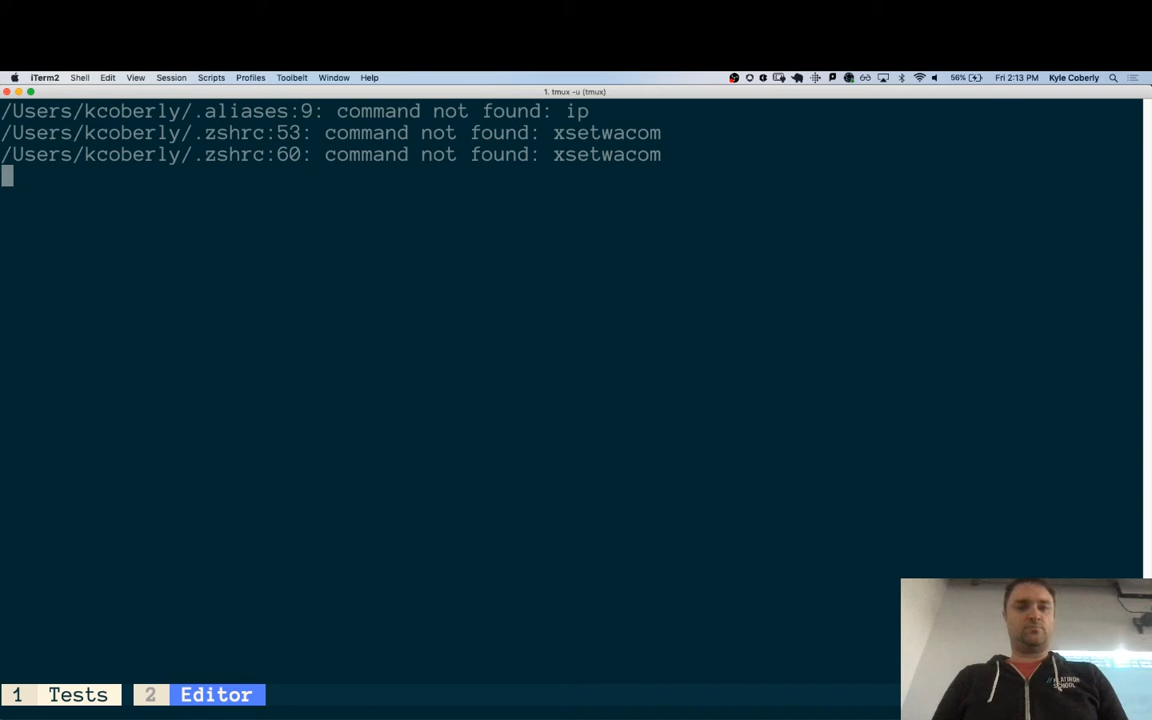 iTerm2 Shell Edit View Session Scripts Profiles Toolbelt Window Help 56% Fri 2:13 PM Kyle Coberly
1. tmux -u (tmux)
/Users/kcoberly/.aliases:9: command not found: ip
/Users/kcoberly/.zshrc:53: command not found: xsetwacom
/Users/kcoberly/.zshrc:60: command not found: xsetwacom
SCHOOL
1 Tests 2 Editor